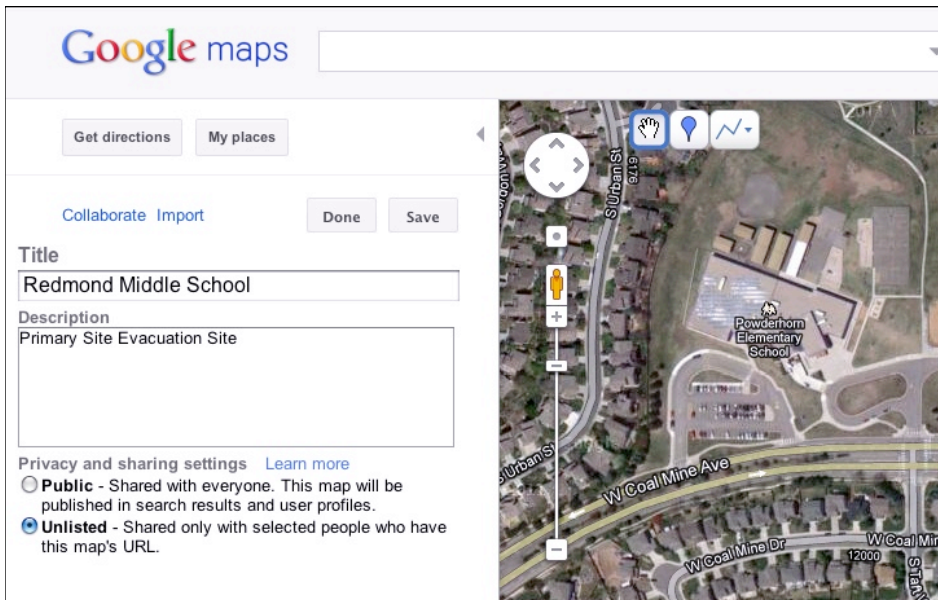 Google maps
Get directions
My places
Collaborate Import
Done
Save
Title
Redmond Middle School
Description
Primary Site Evacuation Site
Privacy and sharing settings Learn more
Public - Shared with everyone. This map will be
published in search results and user profiles.
Unlisted - Shared only with selected people who have
this map's URL.
S Urban St
6176
Powderhorn
Elementary
School
S Urban St
W Coal Mine Ave
W Coal Mine Dr
12000
W Coal Min